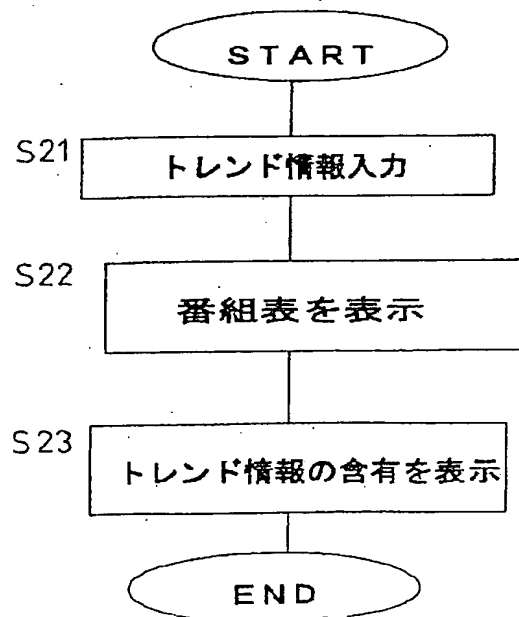 START
S21
トレンド情報入力
S22
番組表を表示
S23
トレンド情報の含有を表示
END